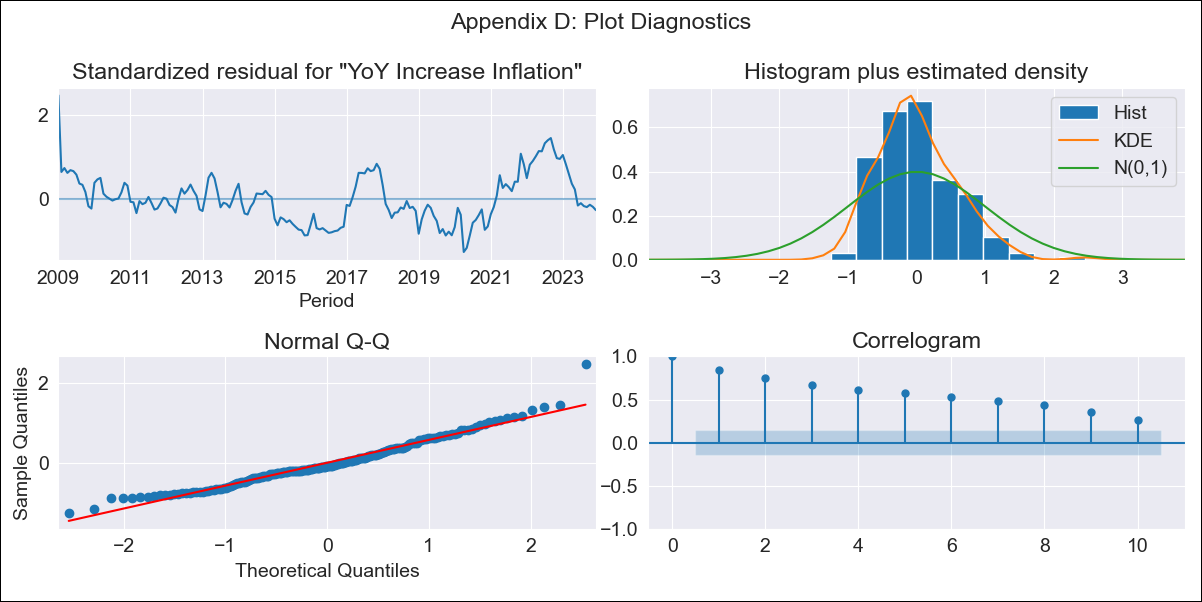 Appendix D: Plot Diagnostics
Standardized residual for "YoY Increase Inflation"
2
0
2009 2011 2013 2015 2017 2019 2021 2023
Period
Histogram plus estimated density
0.6
0.4
0.2
0.0
−3 −2 −1 0 1 2 3
Hist
KDE
N(0,1)
Normal Q-Q
Sample Quantiles
2
0
−2 −1 0 1 2
Theoretical Quantiles
Correlogram
1.0
0.5
0.0
−0.5
−1.0
0 2 4 6 8 10